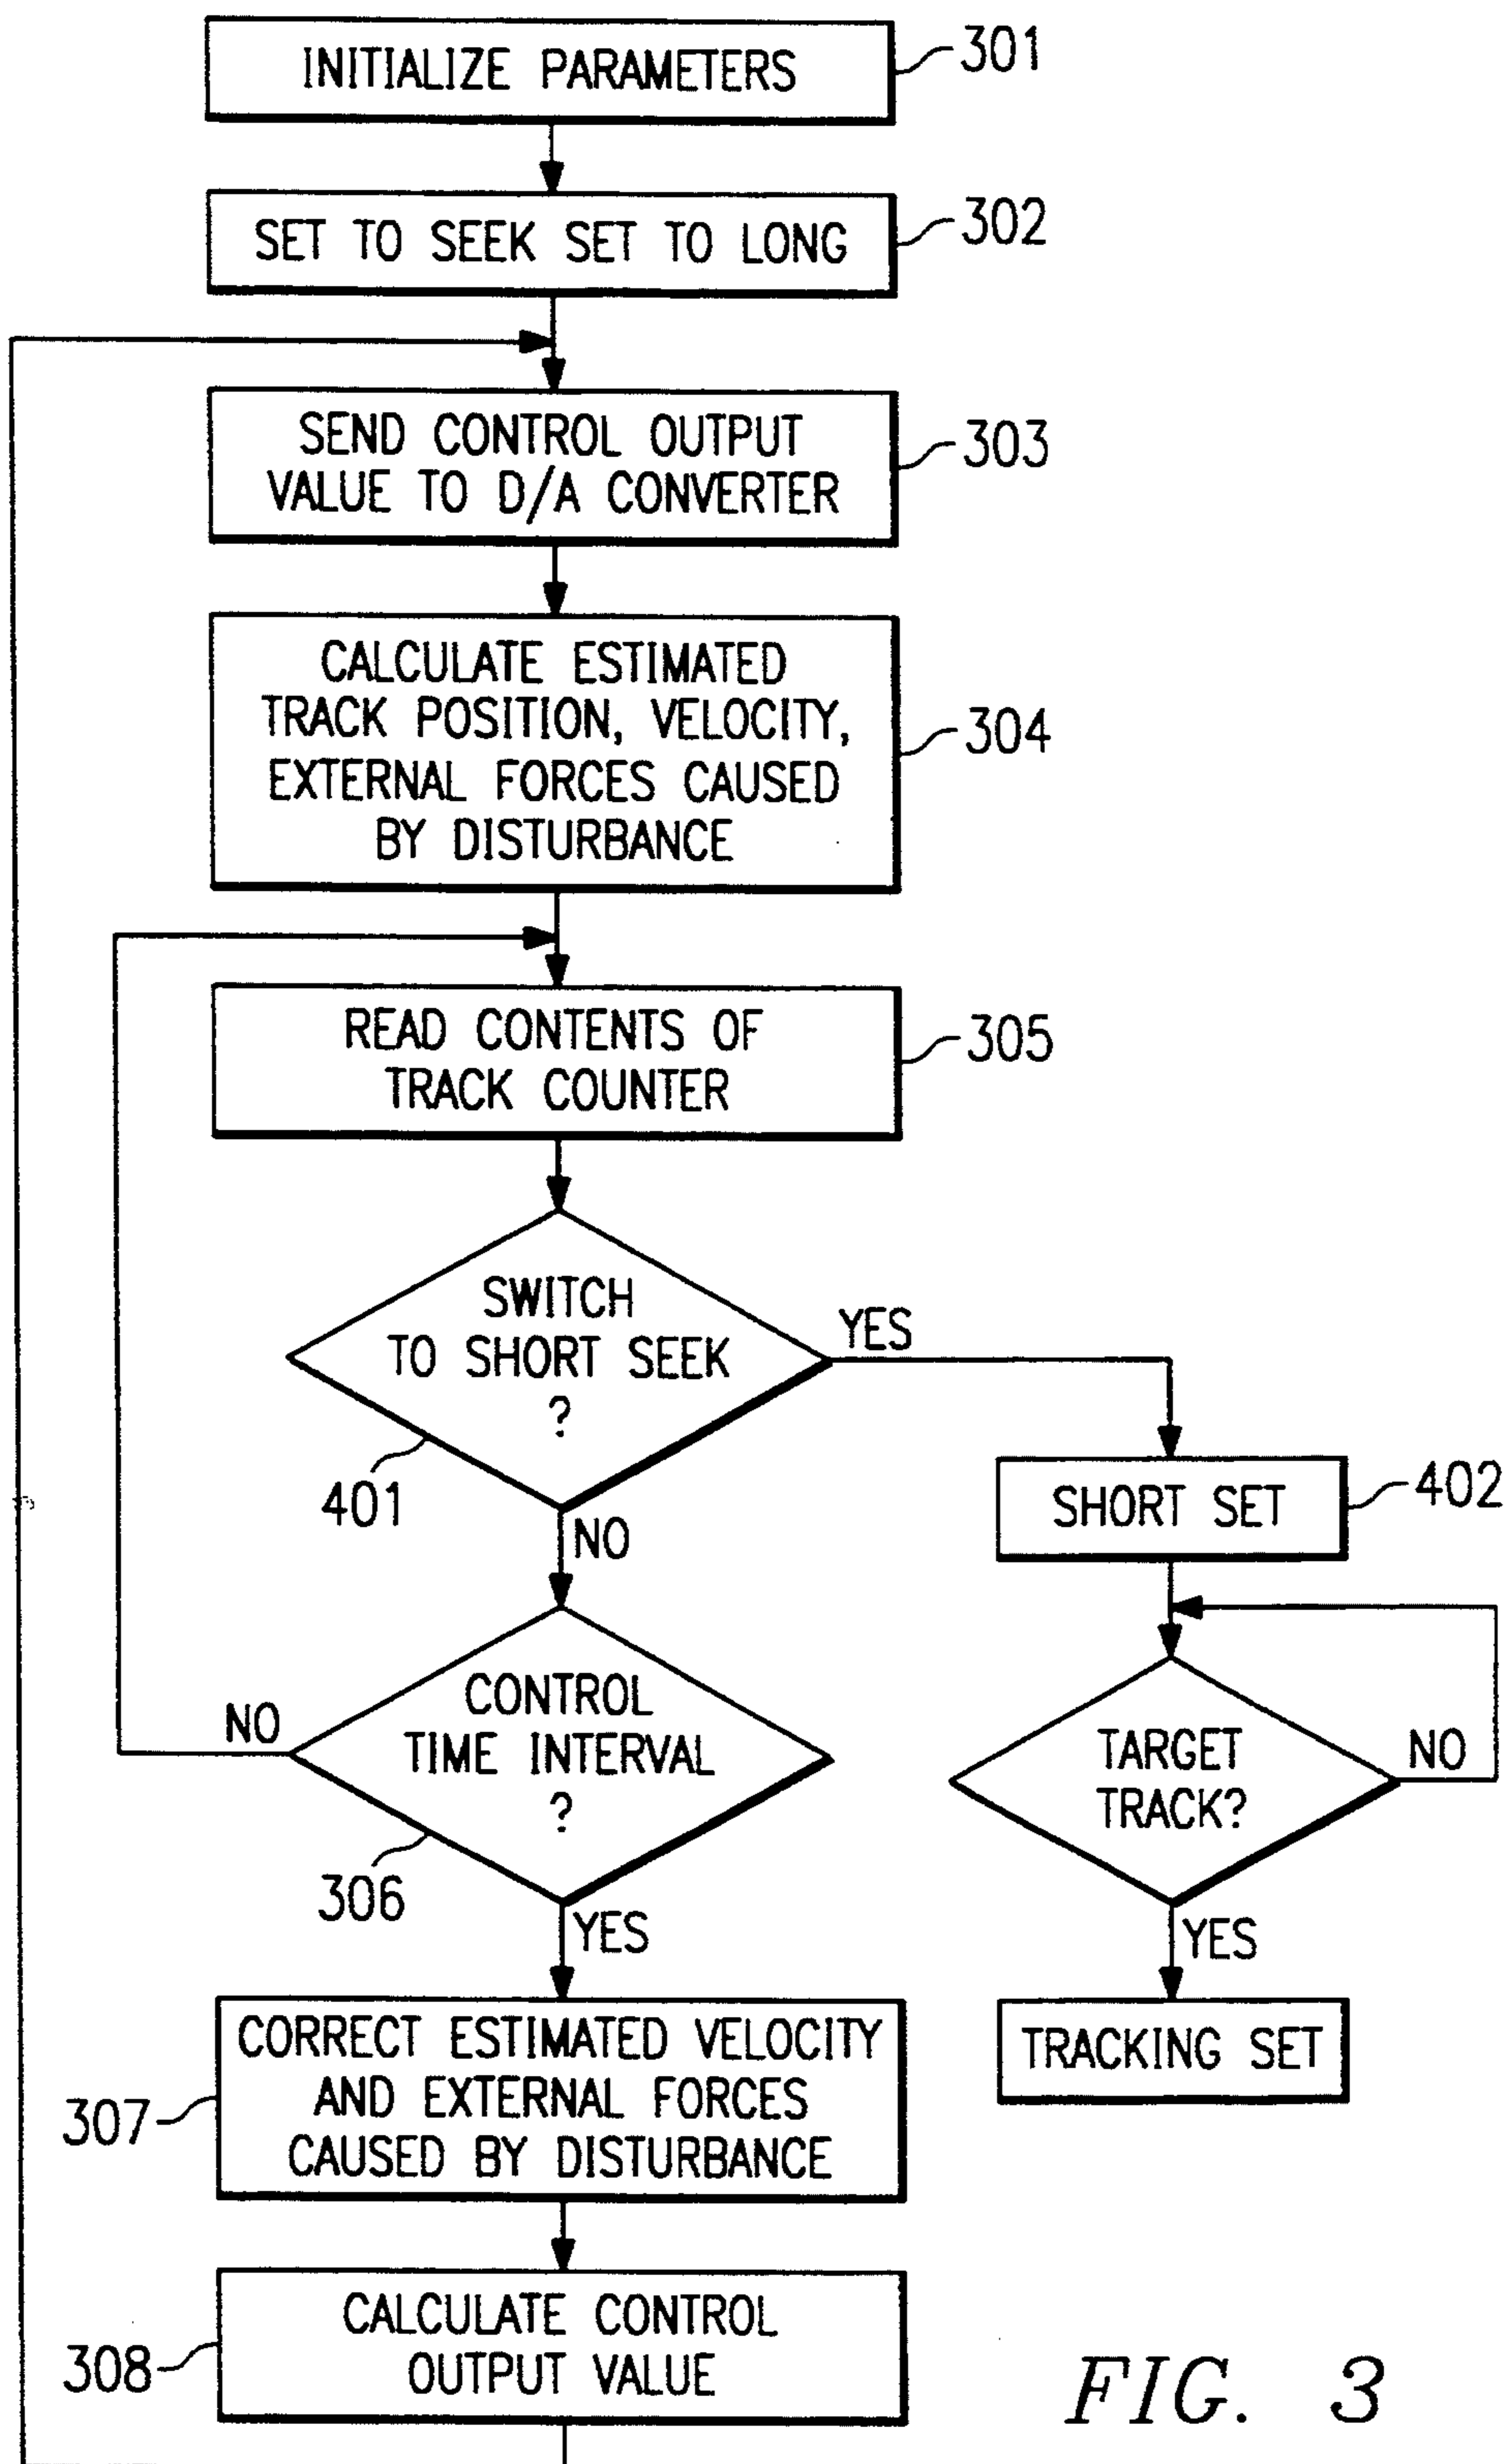 INITIALIZE PARAMETERS
301
SET TO SEEK SET TO LONG
302
SEND CONTROL OUTPUT
VALUE TO D/A CONVERTER
303
CALCULATE ESTIMATED
TRACK POSITION, VELOCITY,
EXTERNAL FORCES CAUSED
BY DISTURBANCE
304
READ CONTENTS OF
TRACK COUNTER
305
SWITCH
TO SHORT SEEK
?
YES
401
NO
SHORT SET
402
CONTROL
TIME INTERVAL
?
NO
306
YES
TARGET
TRACK?
NO
YES
TRACKING SET
CORRECT ESTIMATED VELOCITY
AND EXTERNAL FORCES
CAUSED BY DISTURBANCE
307
CALCULATE CONTROL
OUTPUT VALUE
308
FIG. 3